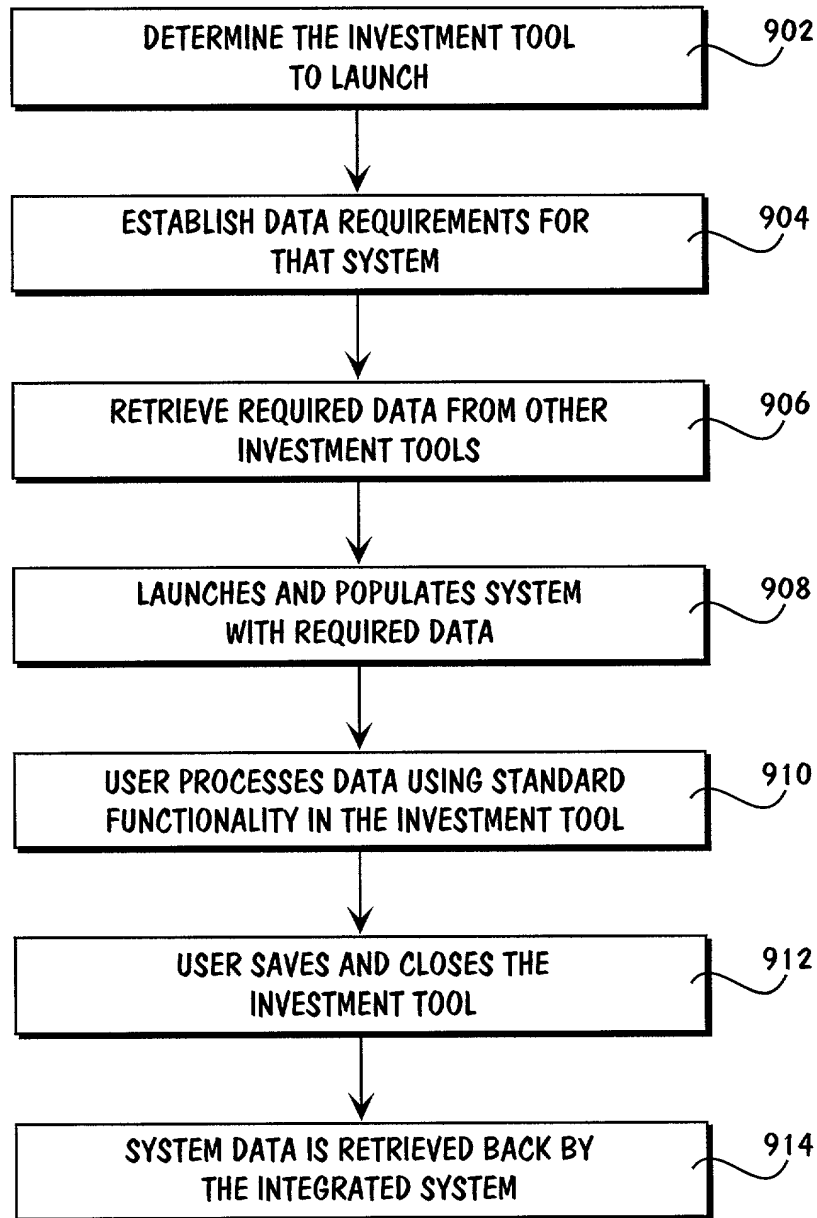 DETERMINE THE INVESTMENT TOOL
TO LAUNCH
902
ESTABLISH DATA REQUIREMENTS FOR
THAT SYSTEM
904
RETRIEVE REQUIRED DATA FROM OTHER
INVESTMENT TOOLS
906
LAUNCHES AND POPULATES SYSTEM
WITH REQUIRED DATA
908
USER PROCESSES DATA USING STANDARD
FUNCTIONALITY IN THE INVESTMENT TOOL
910
USER SAVES AND CLOSES THE
INVESTMENT TOOL
912
SYSTEM DATA IS RETRIEVED BACK BY
THE INTEGRATED SYSTEM
914